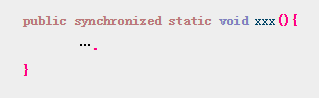 public synchronized static void xxx(){
....
}